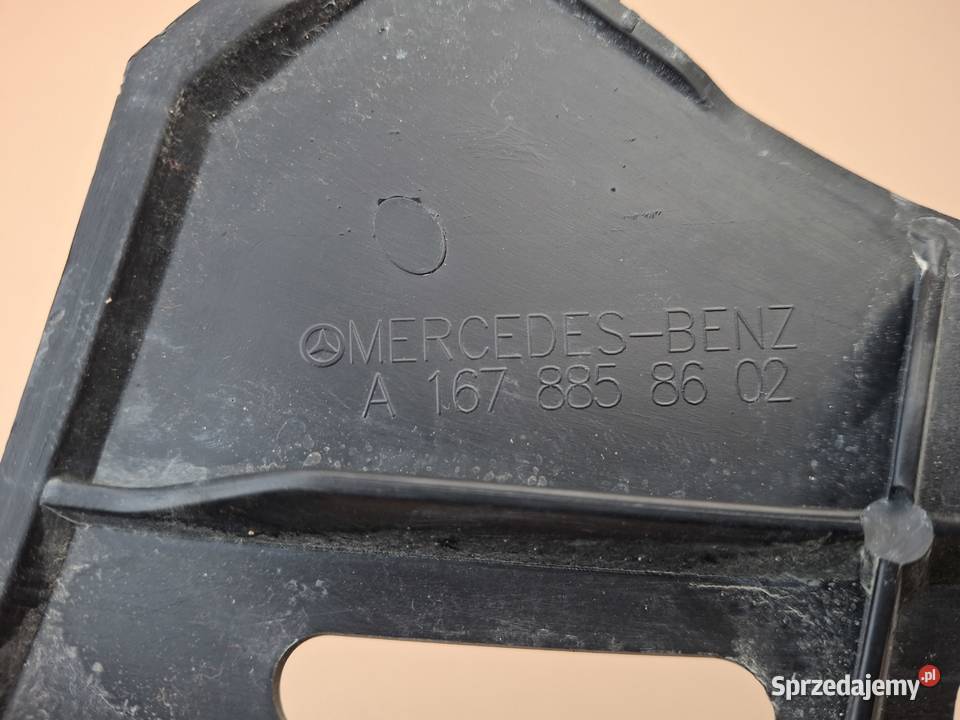 MERCEDES-BENZ
A 167 885 86 02
Sprzedajemy.pl